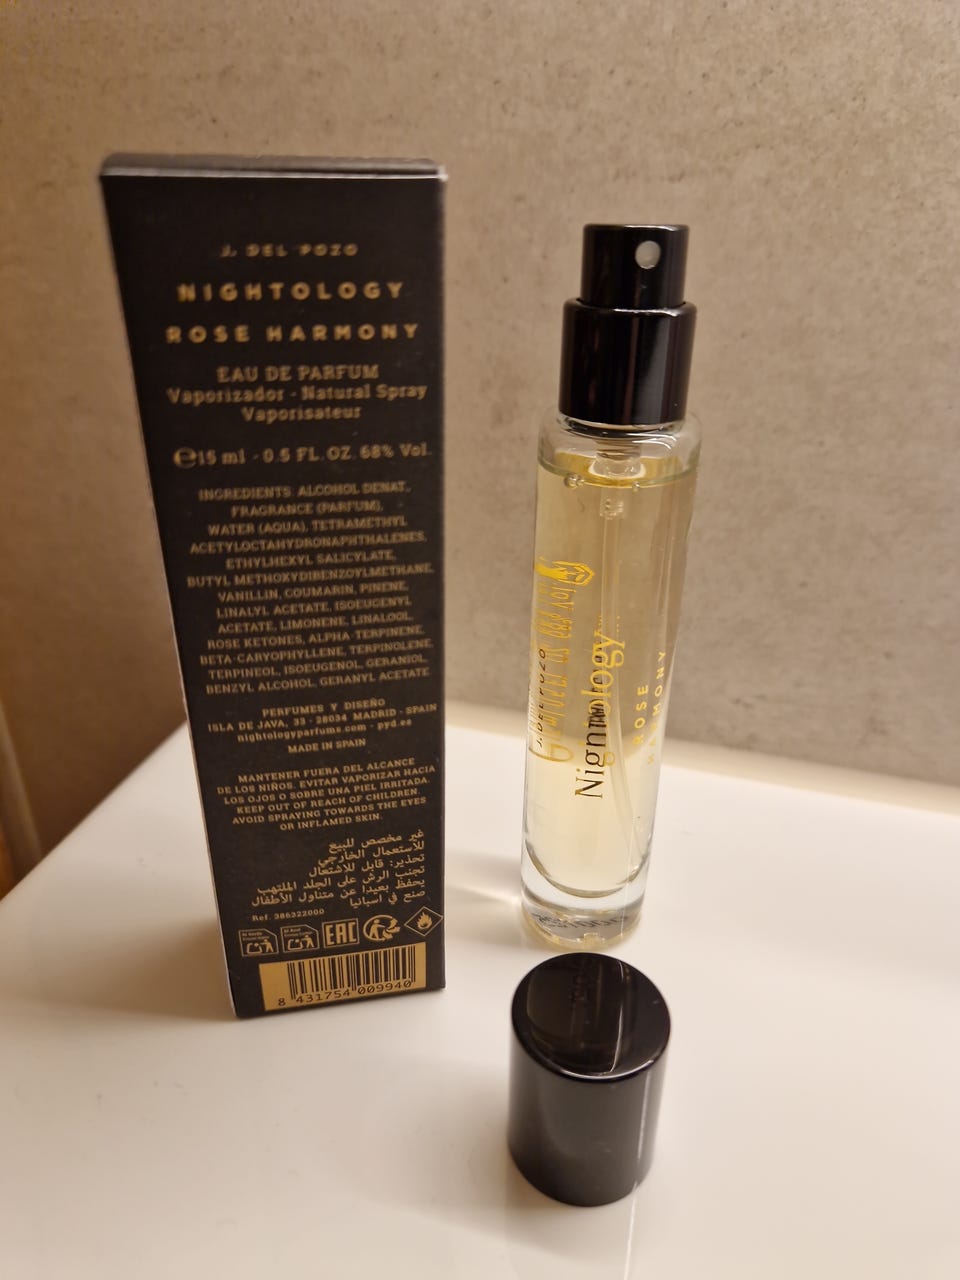 J. DEL POZO
NIGHTOLOGY
ROSE HARMONY
EAU DE PARFUM
Vaporizador - Natural Spray
Vaporisateur
℮15 ml - 0.5 FL. OZ. 68% Vol.
INGREDIENTS ALCOHOL DENAT.,
FRAGRANCE (PARFUM),
WATER (AQUA), TETRAMETHYL
ACETYLOCTAHYDRONAPHTHALENES,
ETHYLHEXYL SALICYLATE,
BUTYL METHOXYDIBENZOYLMETHANE,
VANILLIN, COUMARIN, PINENE,
LINALYL ACETATE, ISOEUGENYL
ACETATE, LIMONENE, LINALOOL,
ROSE KETONES, ALPHA-TERPINENE,
BETA-CARYOPHYLLENE, TERPINOLENE,
TERPINEOL, ISOEUGENOL, GERANIOL,
BENZYL ALCOHOL, GERANYL ACETATE.
PERFUMES Y DISEÑO
ISLA DE JAVA, 33 - 28034 MADRID - SPAIN
nightologyparfums.com - pyd.es
MADE IN SPAIN
MANTENER FUERA DEL ALCANCE
DE LOS NIÑOS. EVITAR VAPORIZAR HACIA
LOS OJOS O SOBRE UNA PIEL IRRITADA.
KEEP OUT OF REACH OF CHILDREN.
AVOID SPRAYING TOWARDS THE EYES
OR INFLAMED SKIN.
غير مخصص للبيع
للأستعمال الخارجي
تحذير: قابل للاشتعال
تجنب الرش على الجلد الملتهب
يحفظ بعيدا عن متناول الأطفال
صنع في اسبانيا
Ref. 386322000
EAC
8 431754 009940
J. DEL POZO
Nightology
ROSE
HARMONY